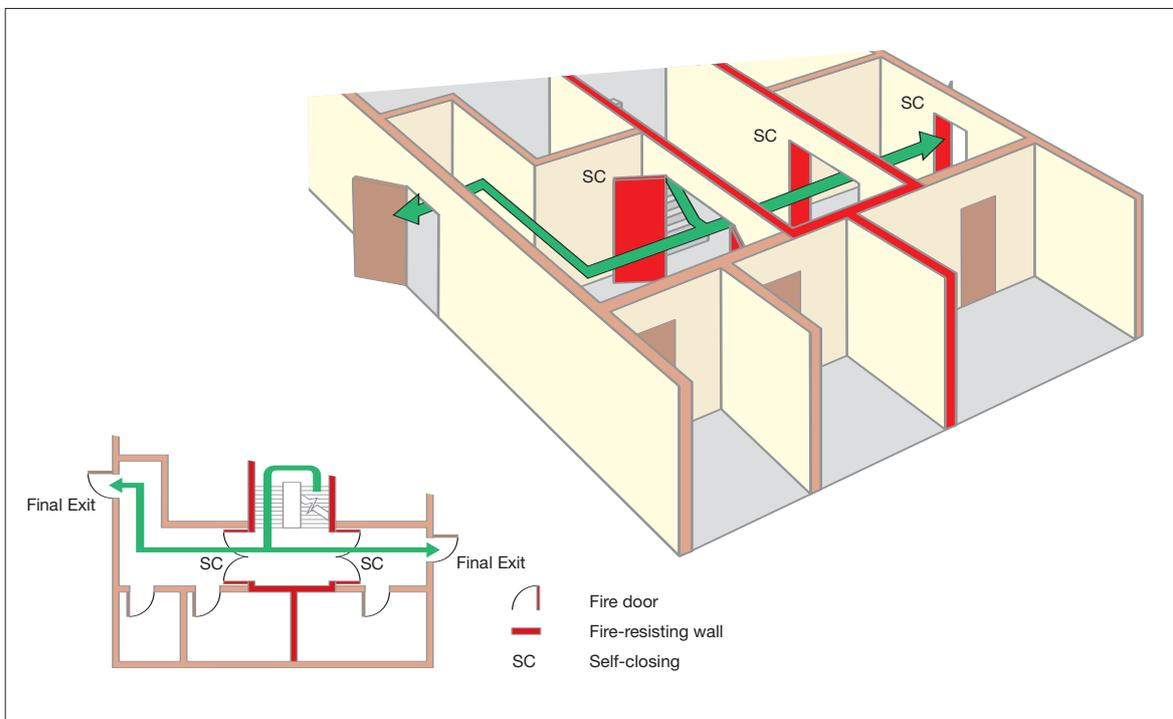 SC
SC
SC
Final Exit
SC
SC
Final Exit
Fire door
Fire-resisting wall
SC Self-closing